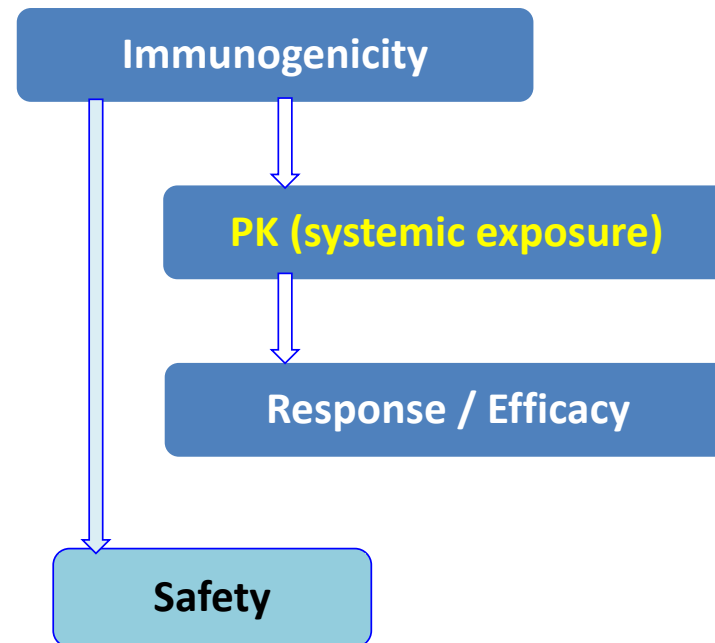 Immunogenicity
PK (systemic exposure)
Response / Efficacy
Safety